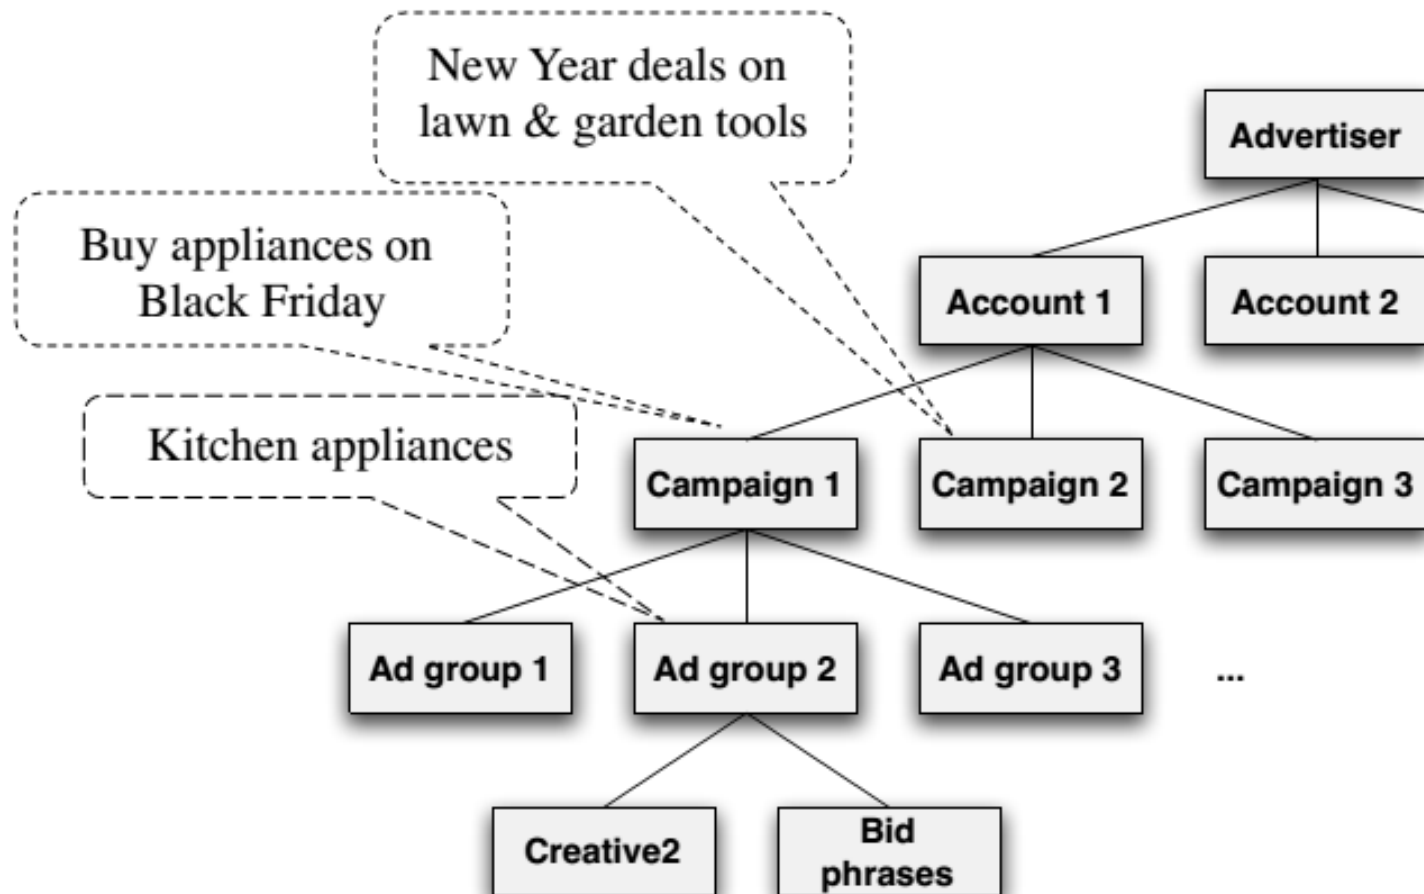 New Year deals on
lawn & garden tools
Advertiser
Buy appliances on
Black Friday
Account 1
Account 2
Kitchen appliances
Campaign 1
Campaign 2
Campaign 3
Ad group 1
Ad group 2
Ad group 3
...
Creative2
Bid
phrases